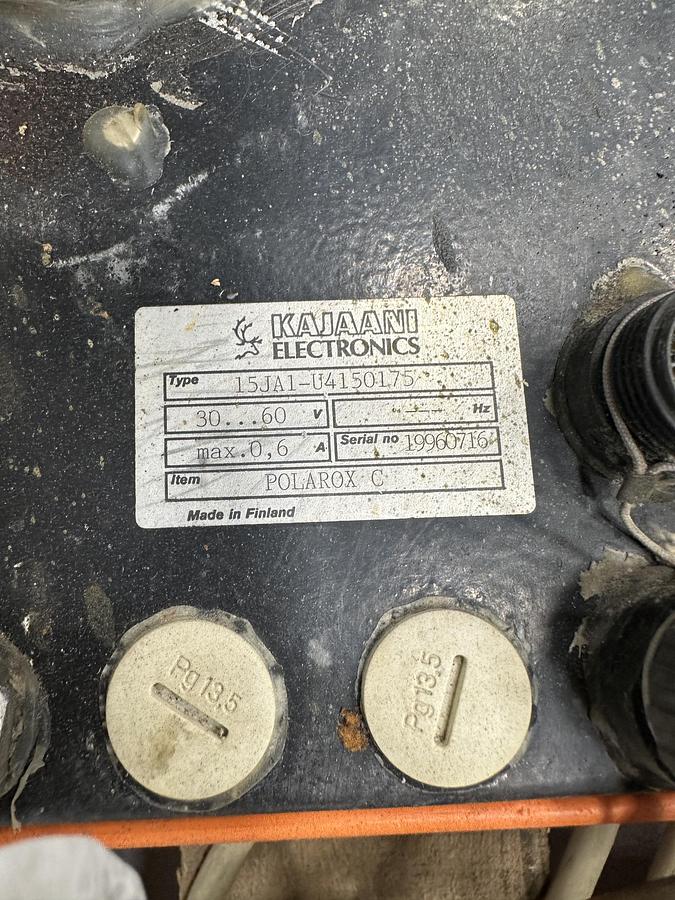 KAJAANI
ELECTRONICS
Type 15JA1-U4150175
30...60 V --- Hz
max.0,6 A Serial no 19960716
Item POLAROX C
Made in Finland
Pg 13,5
Pg 13,5